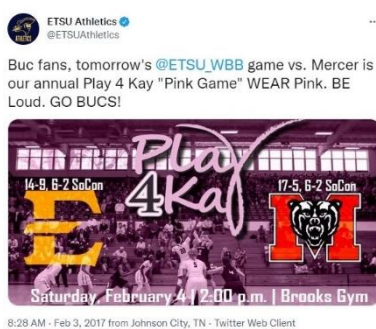 ETSU Athletics
@ETSUAthletics
Buc fans, tomorrow's @ETSU_WBB game vs. Mercer is
our annual Play 4 Kay "Pink Game" WEAR Pink. BE
Loud. GO BUCS!
Play
4Kay
14-9, 6-2 SoCon
17-5, 6-2 SoCon
E
M
Saturday, February 4 | 2:00 p.m. | Brooks Gym
8:28 AM · Feb 3, 2017 from Johnson City, TN · Twitter Web Client